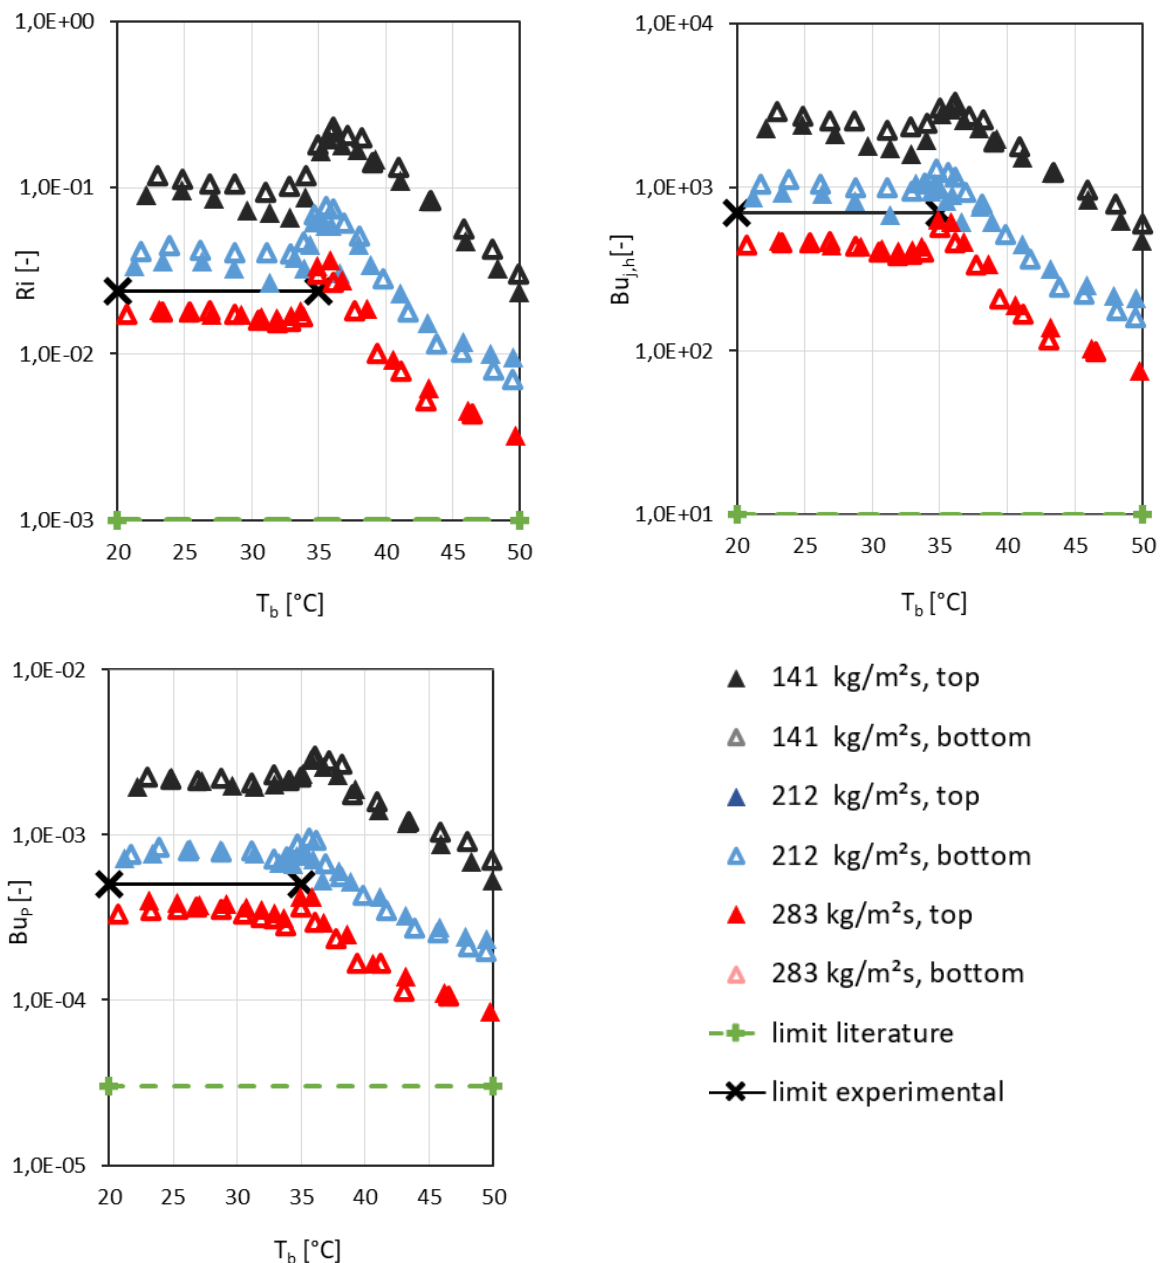 1,0E+00
1,0E-01
1,0E-02
1,0E-03
Ri [-]
20 25 30 35 40 45 50
T_b [°C]
1,0E+04
1,0E+03
1,0E+02
1,0E+01
Bu_j,h[-]
20 25 30 35 40 45 50
T_b [°C]
1,0E-02
1,0E-03
1,0E-04
1,0E-05
Bu_P [-]
20 25 30 35 40 45 50
T_b [°C]
141 kg/m²s, top
141 kg/m²s, bottom
212 kg/m²s, top
212 kg/m²s, bottom
283 kg/m²s, top
283 kg/m²s, bottom
limit literature
limit experimental